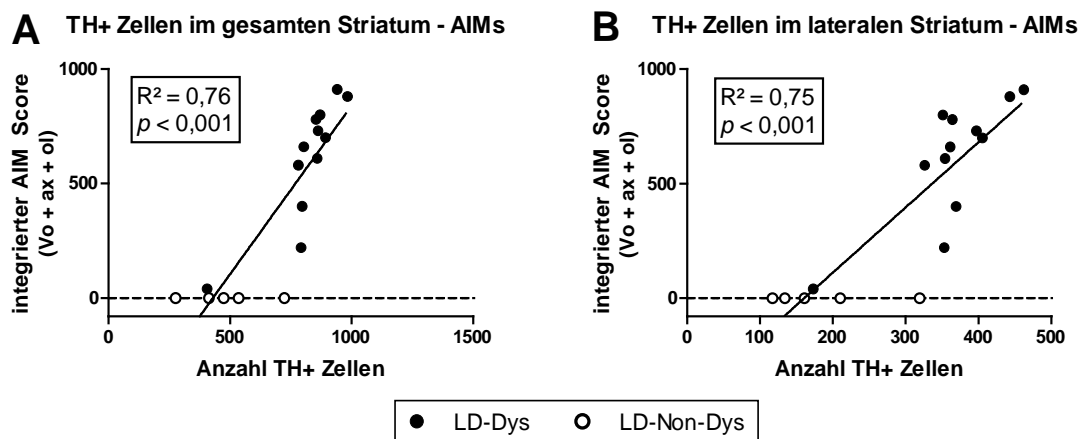 A TH+ Zellen im gesamten Striatum - AIMs
integrierter AIM Score
(Vo + ax + ol)
1000
500
0
R² = 0,76
p < 0,001
0 500 1000 1500
Anzahl TH+ Zellen
B TH+ Zellen im lateralen Striatum - AIMs
integrierter AIM Score
(Vo + ax + ol)
1000
500
0
R² = 0,75
p < 0,001
0 100 200 300 400 500
Anzahl TH+ Zellen
LD-Dys LD-Non-Dys